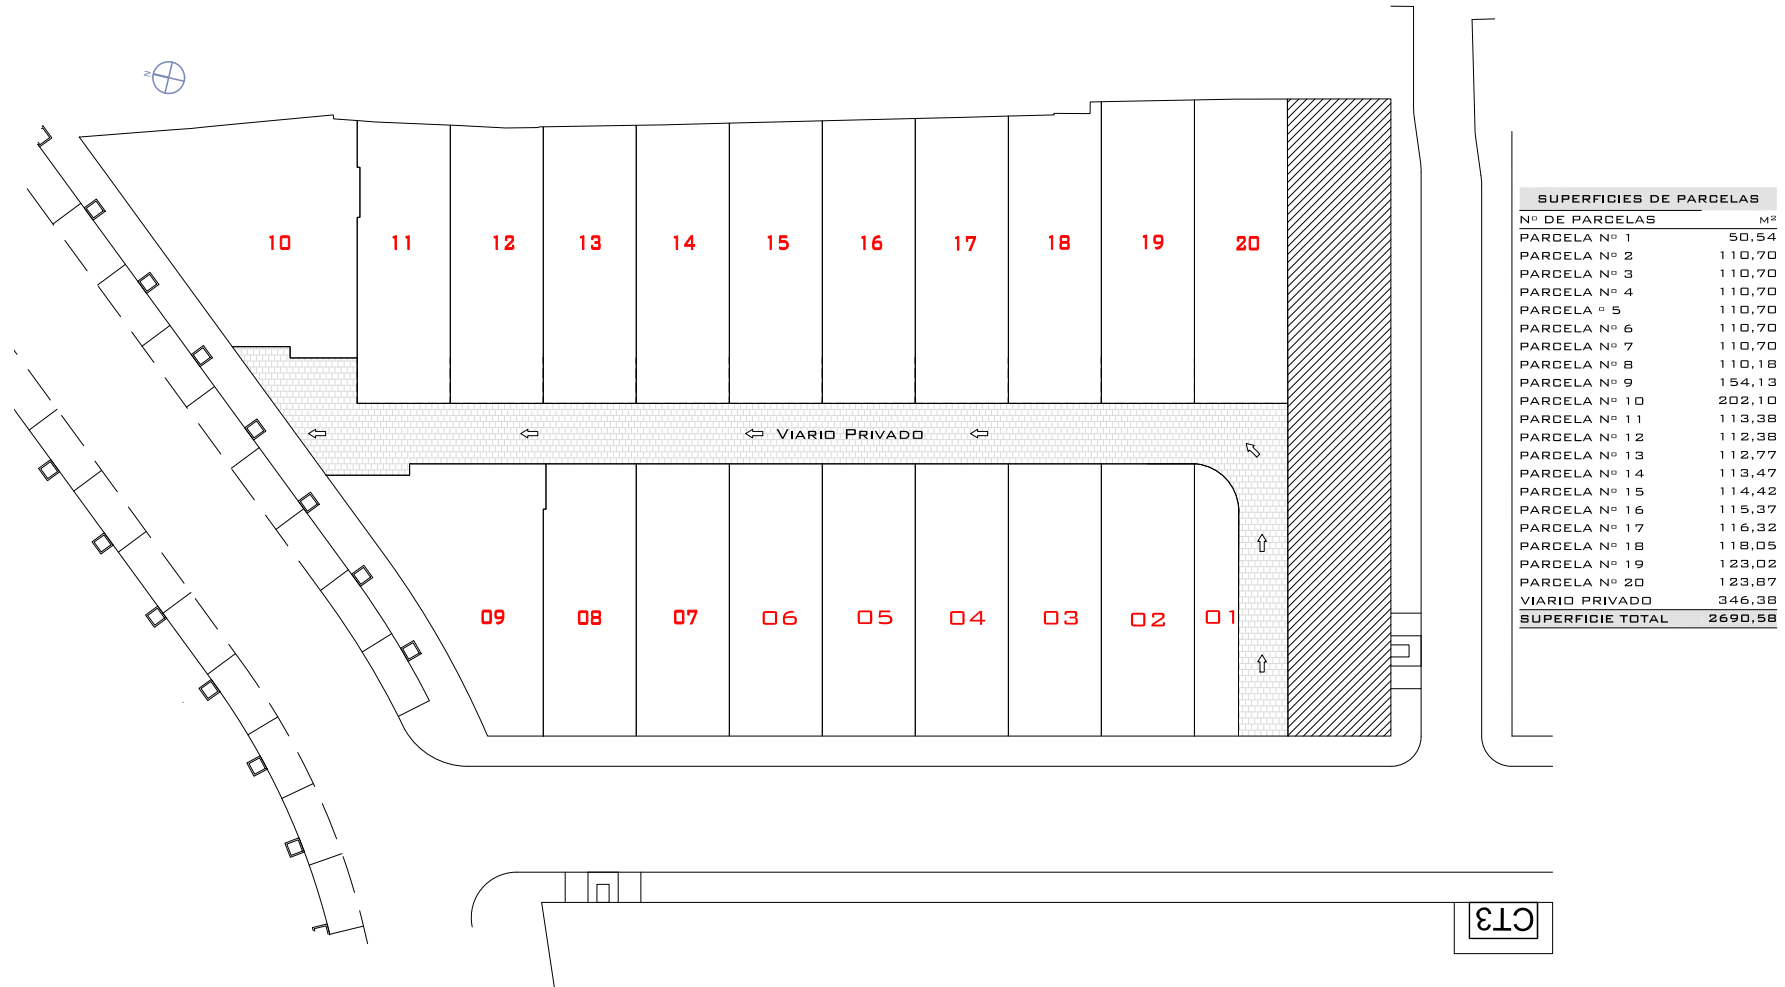 N
10 11 12 13 14 15 16 17 18 19 20
VIARIO PRIVADO
09 08 07 06 05 04 03 02 01
SUPERFICIES DE PARCELAS
Nº DE PARCELAS M²
PARCELA Nº 1 50,54
PARCELA Nº 2 110,70
PARCELA Nº 3 110,70
PARCELA Nº 4 110,70
PARCELA º 5 110,70
PARCELA Nº 6 110,70
PARCELA Nº 7 110,70
PARCELA Nº 8 110,18
PARCELA Nº 9 154,13
PARCELA Nº 10 202,10
PARCELA Nº 11 113,38
PARCELA Nº 12 112,38
PARCELA Nº 13 112,77
PARCELA Nº 14 113,47
PARCELA Nº 15 114,42
PARCELA Nº 16 115,37
PARCELA Nº 17 116,32
PARCELA Nº 18 118,05
PARCELA Nº 19 123,02
PARCELA Nº 20 123,87
VIARIO PRIVADO 346,38
SUPERFICIE TOTAL 2690,58
CT3